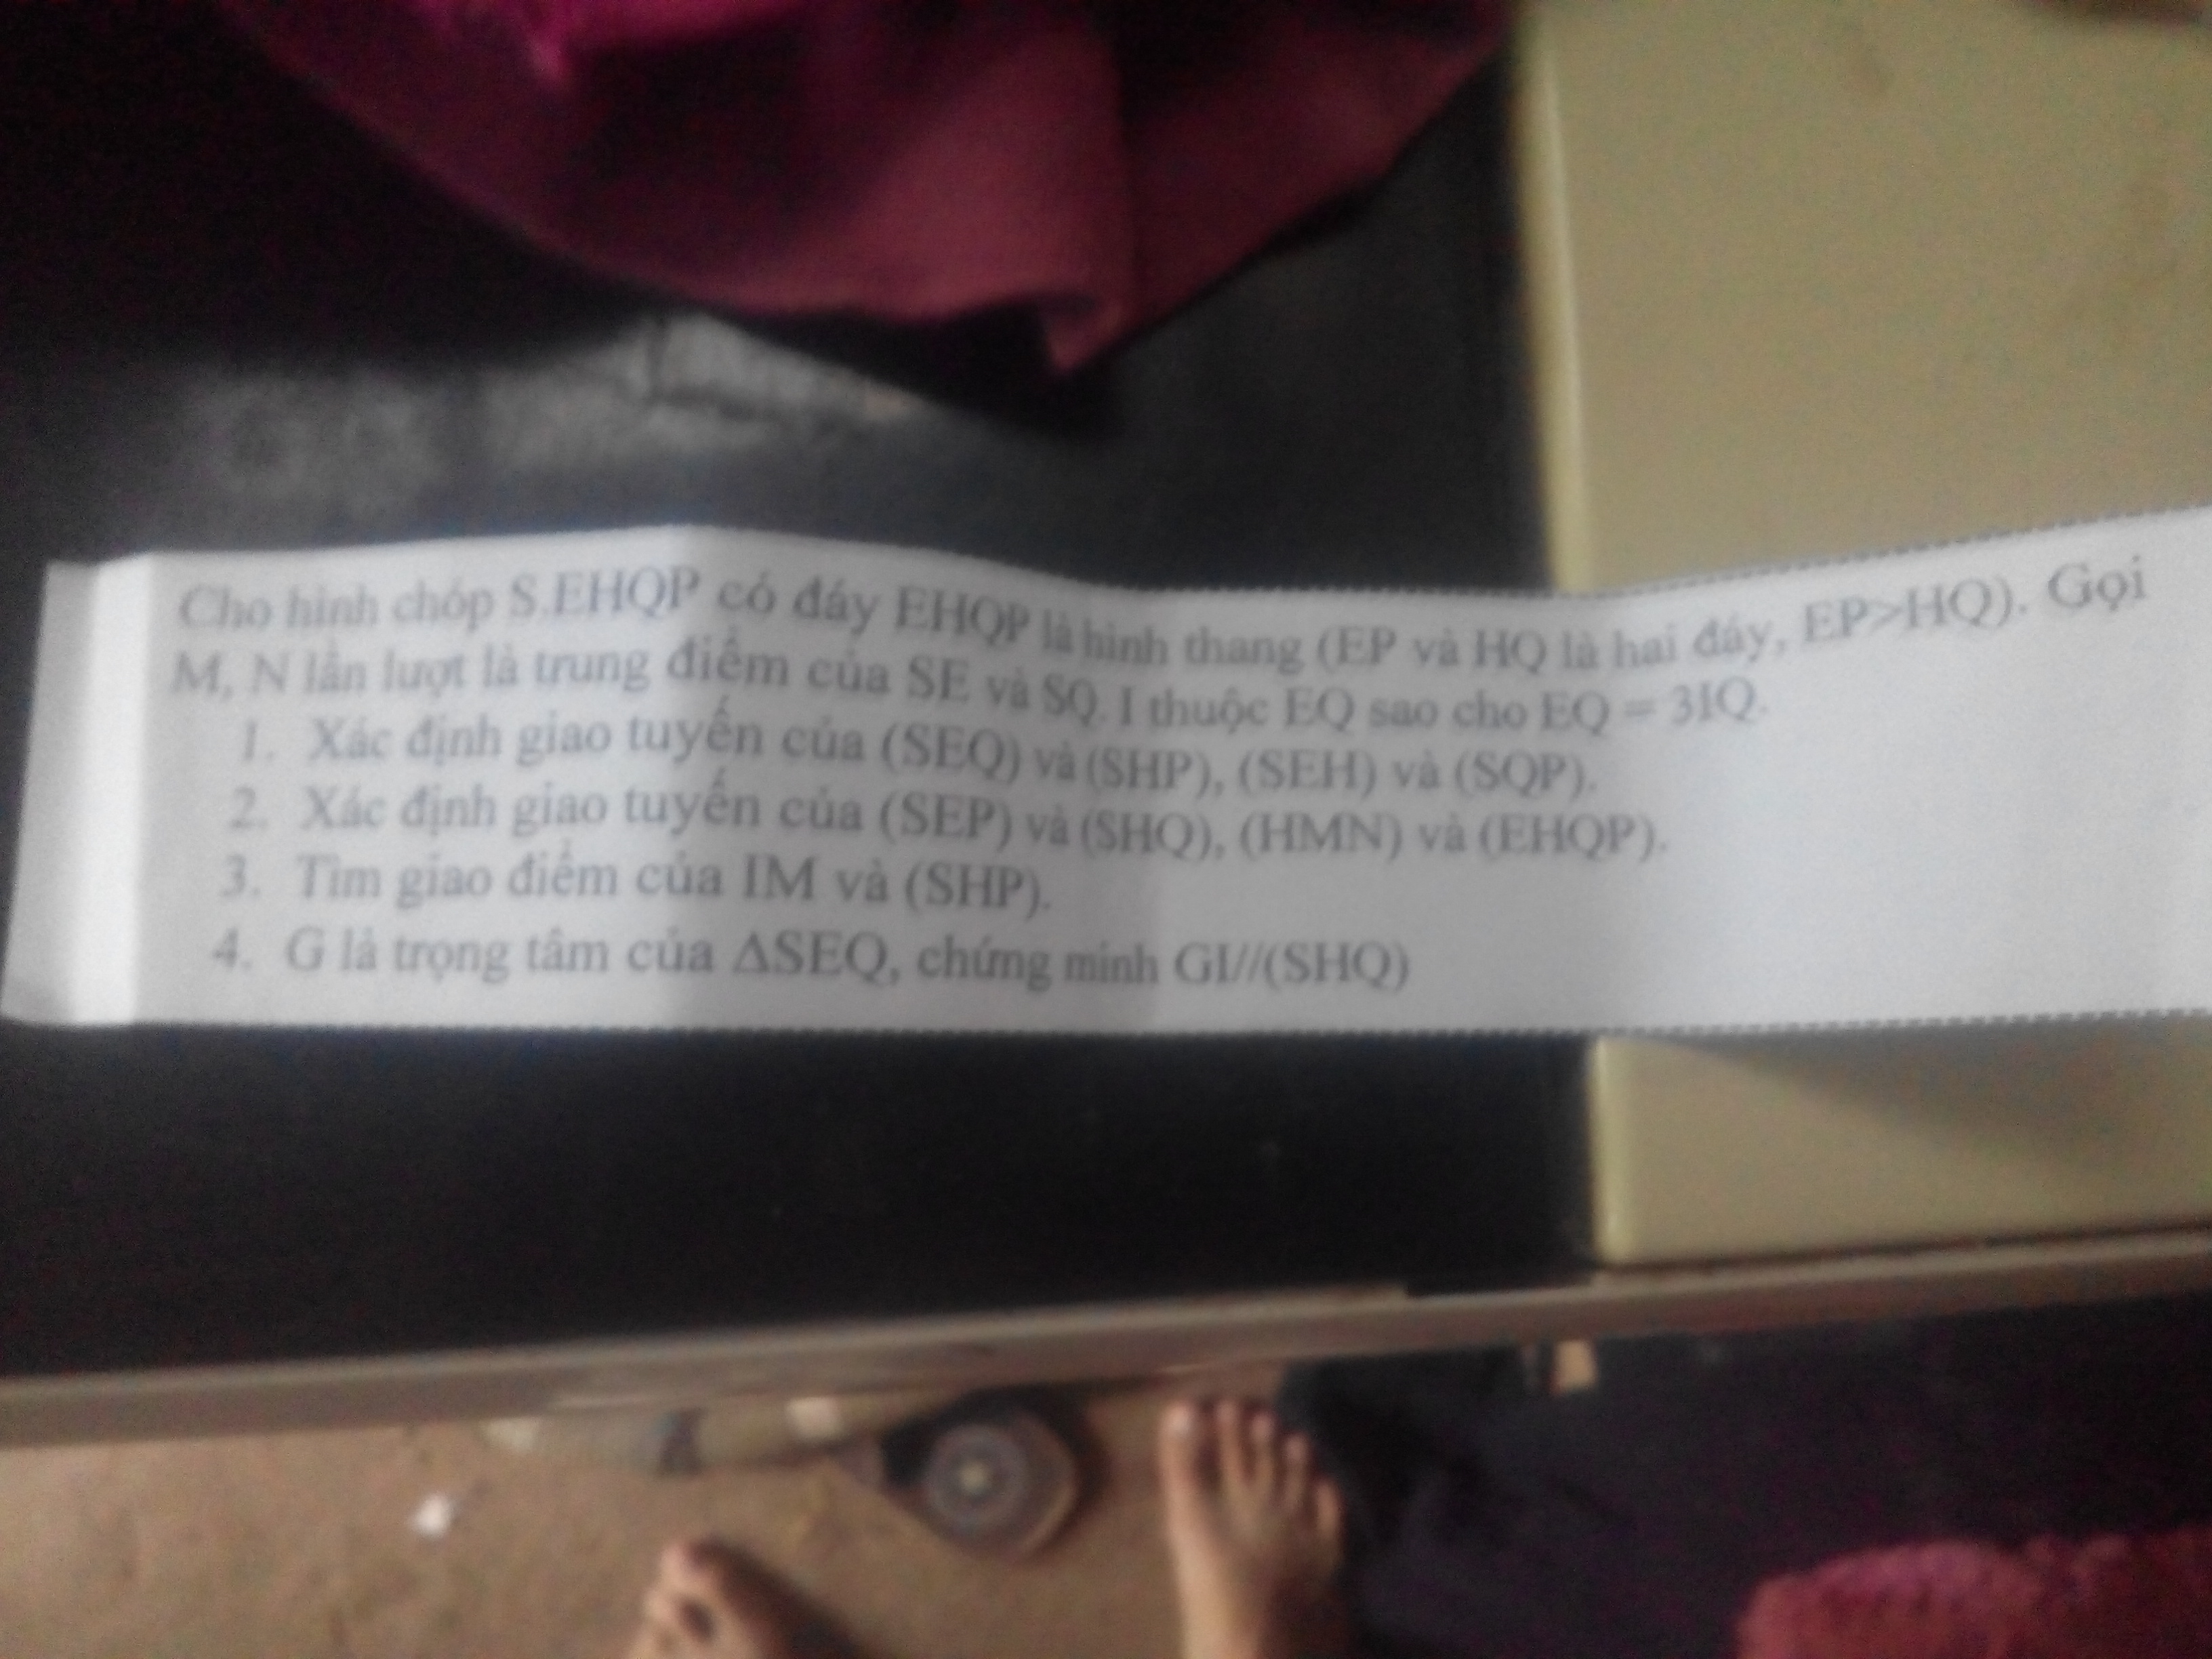 Cho hình chóp S.EHQP có đáy EHQP là hình thang (EP và HQ là hai đáy, EP>HQ). Gọi
M, N lần lượt là trung điểm của SE và SQ. I thuộc EQ sao cho EQ = 3IQ.
1. Xác định giao tuyến của (SEQ) và (SHP), (SEH) và (SQP).
2. Xác định giao tuyến của (SEP) và (SHQ), (HMN) và (EHQP).
3. Tìm giao điểm của IM và (SHP).
4. G là trọng tâm của ΔSEQ, chứng minh GI//(SHQ)